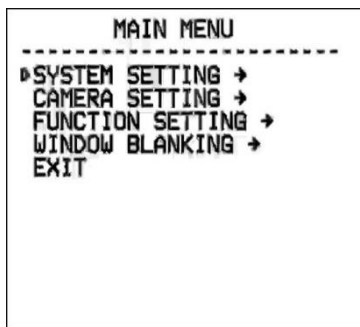 MAIN MENU
SYSTEM SETTING →
CAMERA SETTING →
FUNCTION SETTING →
WINDOW BLANKING →
EXIT